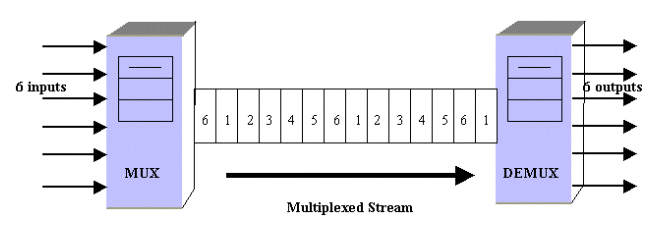 6 inputs
6 outputs
6 1 2 3 4 5 6 1 2 3 4 5 6 1
MUX
DEMUX
Multiplexed Stream